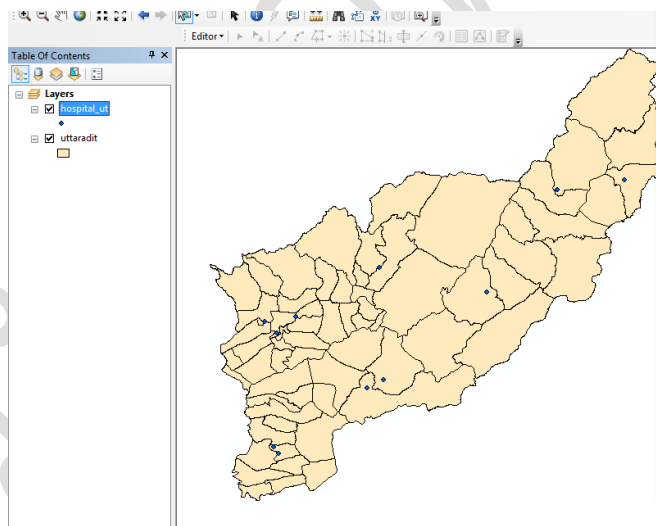 Editor
Table Of Contents
Layers
hospital_ut
uttaradit